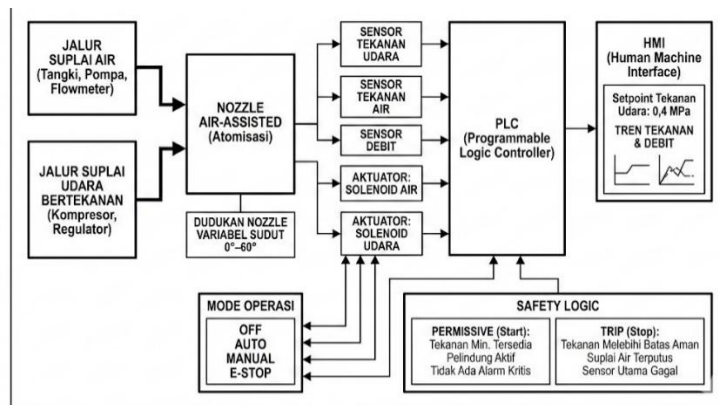 JALUR
SUPLAI AIR
(Tangki, Pompa,
Flowmeter)
JALUR SUPLAI
UDARA
BERTEKANAN
(Kompresor,
Regulator)
NOZZLE
AIR-ASSISTED
(Atomisasi)
DUDUKAN NOZZLE
VARIABEL SUDUT
0°–60°
SENSOR
TEKANAN
UDARA
SENSOR
TEKANAN
AIR
SENSOR
DEBIT
AKTUATOR:
SOLENOID AIR
AKTUATOR:
SOLENOID
UDARA
PLC
(Programmable
Logic Controller)
HMI
(Human Machine
Interface)
Setpoint Tekanan
Udara: 0,4 MPa
TREN TEKANAN
& DEBIT
MODE OPERASI
OFF
AUTO
MANUAL
E-STOP
SAFETY LOGIC
PERMISSIVE (Start):
Tekanan Min. Tersedia
Pelindung Aktif
Tidak Ada Alarm Kritis
TRIP (Stop):
Tekanan Melebihi Batas Aman
Suplai Air Terputus
Sensor Utama Gagal